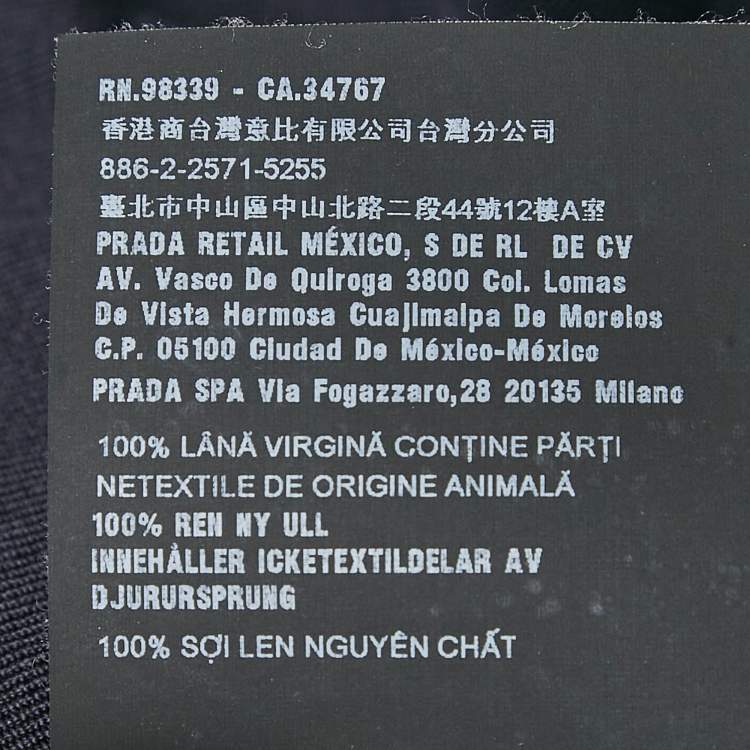 RN.98339 - CA.34767
香港商台灣意比有限公司台灣分公司
886-2-2571-5255
臺北市中山區中山北路二段44號12樓A室
PRADA RETAIL MÉXICO, S DE RL DE CV
AV. Vasco De Quiroga 3800 Col. Lomas
De Vista Hermosa Cuajimalpa De Morelos
C.P. 05100 Ciudad De México-México
PRADA SPA Via Fogazzaro,28 20135 Milano
100% LÂNĂ VIRGINĂ CONȚINE PĂRȚI
NETEXTILE DE ORIGINE ANIMALĂ
100% REN NY ULL
INNEHÅLLER ICKETEXTILDELAR AV
DJURURSPRUNG
100% SỢI LEN NGUYÊN CHẤT